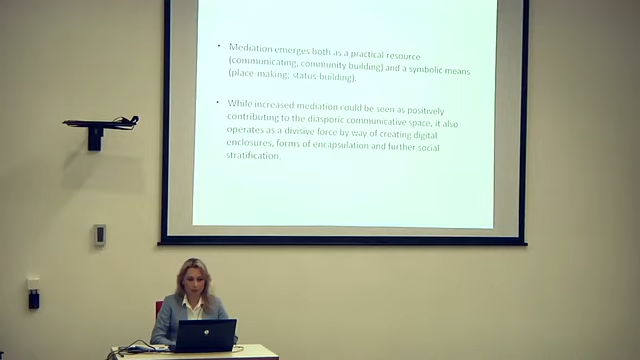 • Mediation emerges both as a practical resource
(communicating, community building) and a symbolic means
(place-making; status-building).
• While increased mediation could be seen as positively
contributing to the diasporic communicative space, it also
operates as a divisive force by way of creating digital
enclosures, forms of encapsulation and further social
stratification.